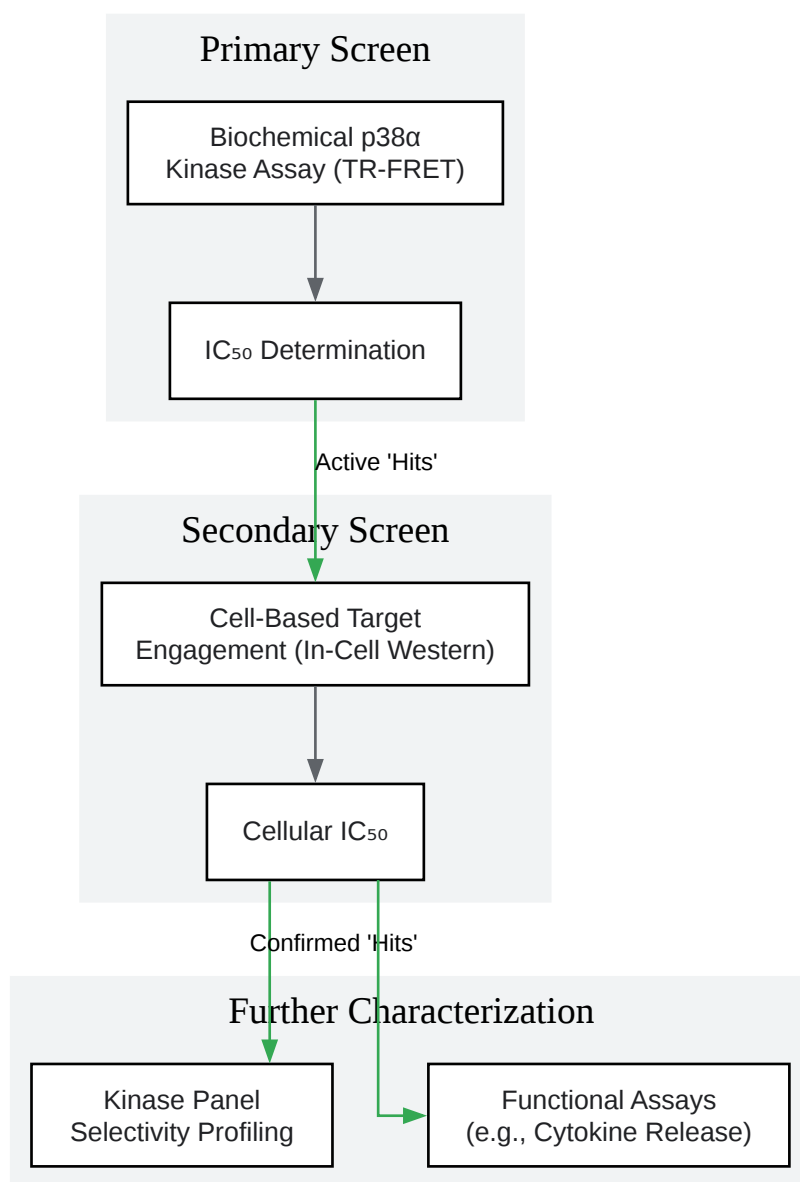 Primary Screen
Biochemical p38α
Kinase Assay (TR-FRET)
IC₅₀ Determination
Active 'Hits'
Secondary Screen
Cell-Based Target
Engagement (In-Cell Western)
Cellular IC₅₀
Confirmed 'Hits'
Further Characterization
Kinase Panel
Selectivity Profiling
Functional Assays
(e.g., Cytokine Release)